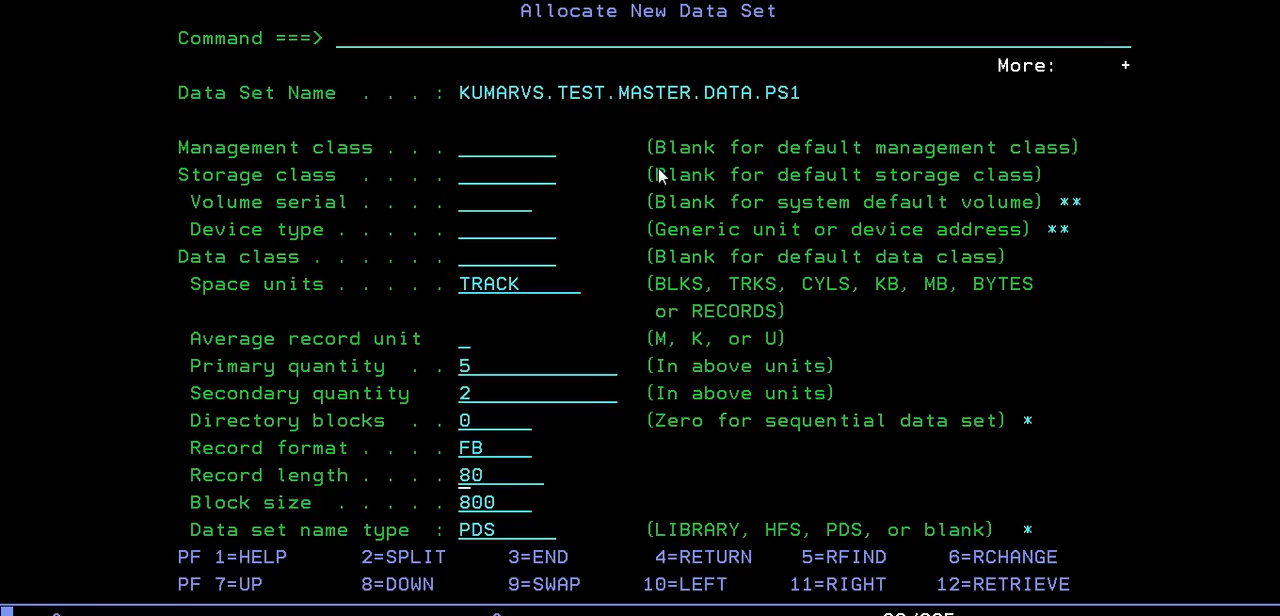 Allocate New Data Set
Command ===>
More:       +
Data Set Name  . . . : KUMARVS.TEST.MASTER.DATA.PS1
Management class . . .            (Blank for default management class)
Storage class  . . . .            (Blank for default storage class)
Volume serial . . . .            (Blank for system default volume) **
Device type . . . . .            (Generic unit or device address) **
Data class . . . . . .            (Blank for default data class)
Space units . . . . . TRACK      (BLKS, TRKS, CYLS, KB, MB, BYTES
or RECORDS)
Average record unit   _          (M, K, or U)
Primary quantity  . . 5          (In above units)
Secondary quantity  . 2          (In above units)
Directory blocks  . . 0          (Zero for sequential data set) *
Record format . . . . FB
Record length . . . . 80
Block size  . . . . . 800
Data set name type  : PDS        (LIBRARY, HFS, PDS, or blank)  *
PF 1=HELP      2=SPLIT     3=END       4=RETURN    5=RFIND     6=RCHANGE
PF 7=UP        8=DOWN      9=SWAP     10=LEFT     11=RIGHT    12=RETRIEVE